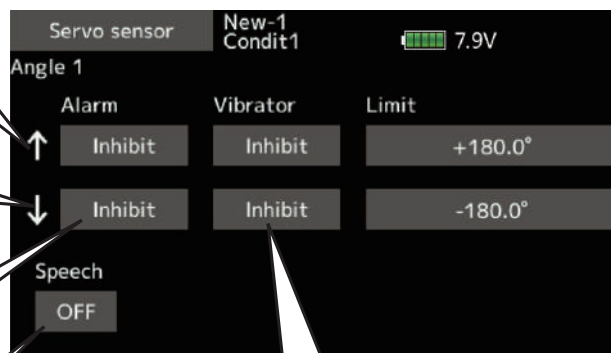 Servo sensor
New-1
Condit1
7.9V
Angle 1
Alarm Vibrator Limit
↑ Inhibit Inhibit +180.0°
↓ Inhibit Inhibit -180.0°
Speech
OFF